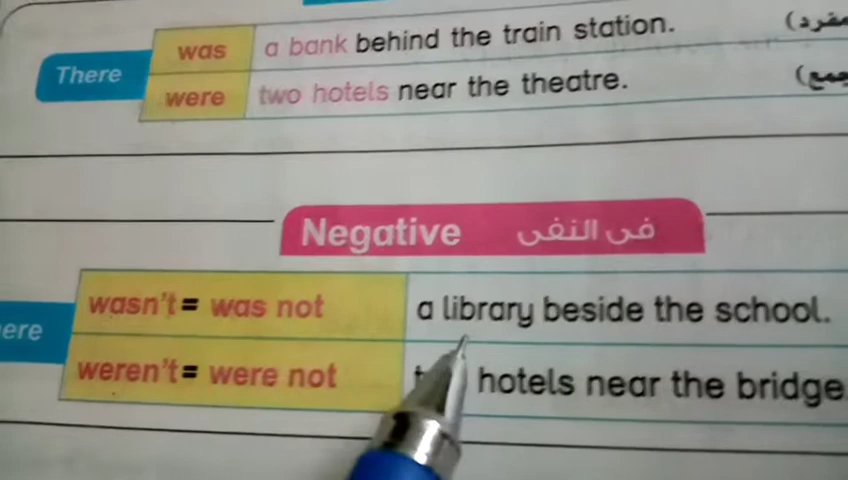 There
was a bank behind the train station.
were two hotels near the theatre.
Negative في النفى
wasn't = was not a library beside the school.
ere
weren't = were not hotels near the bridge